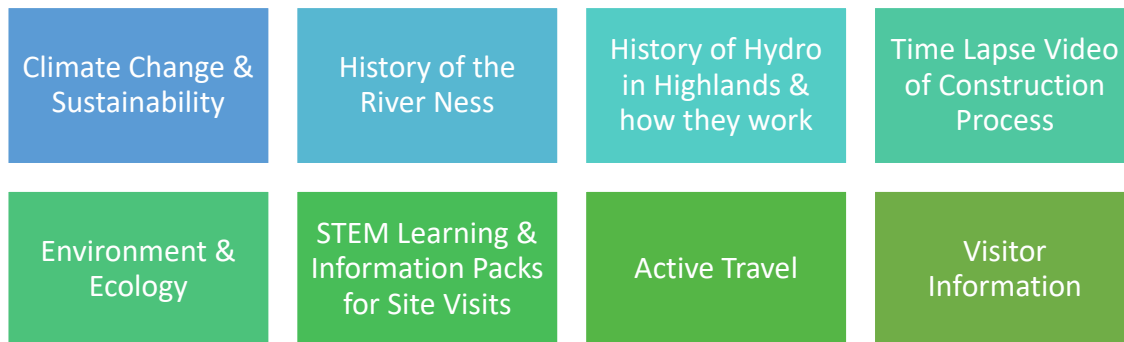 Climate Change &
Sustainability
History of the
River Ness
History of Hydro
in Highlands &
how they work
Time Lapse Video
of Construction
Process
Environment &
Ecology
STEM Learning &
Information Packs
for Site Visits
Active Travel
Visitor
Information